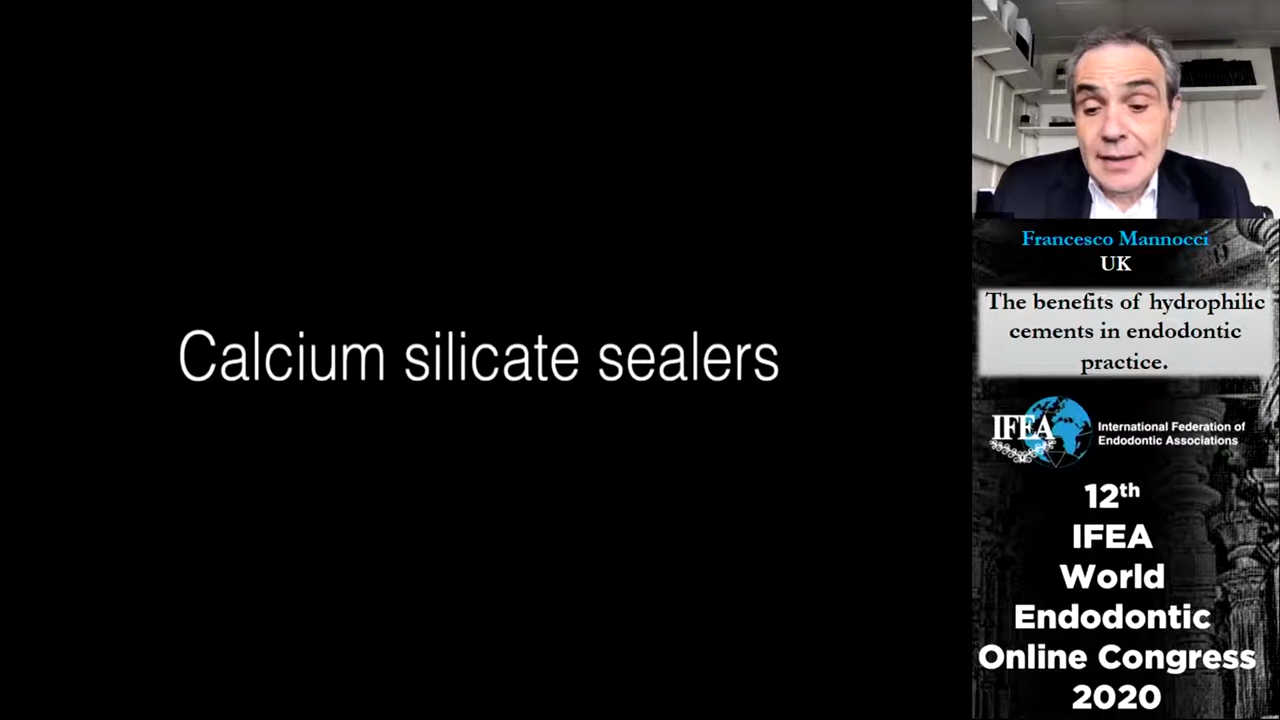 Calcium silicate sealers
Francesco Mannocci
UK
The benefits of hydrophilic
cements in endodontic
practice.
IFEA
International Federation of
Endodontic Associations
12th
IFEA
World
Endodontic
Online Congress
2020